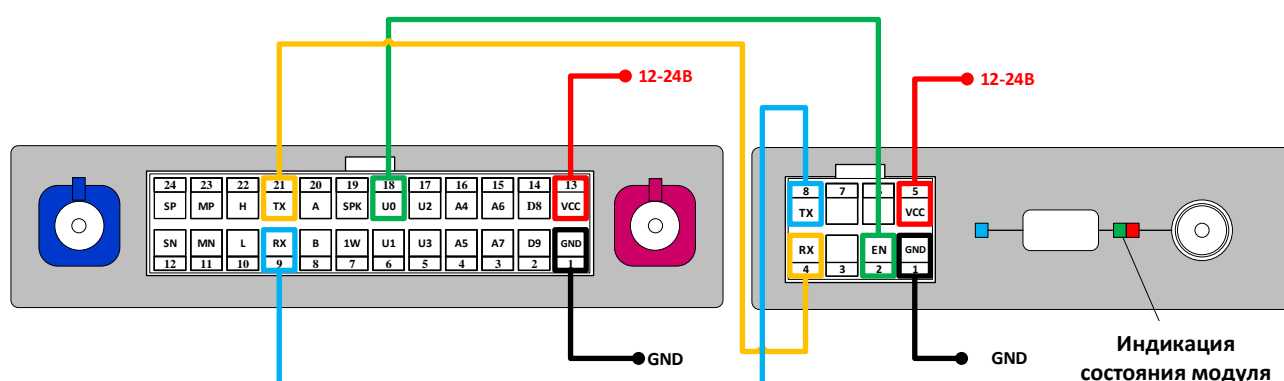 12-24В
12-24В
24 23 22 21 20 19 18 17 16 15 14 13
SP MP H TX A SPK U0 U2 A4 A6 D8 VCC
SN MN L RX B 1W U1 U3 A5 A7 D9 GND
12 11 10 9 8 7 6 5 4 3 2 1
8 7 6 5
TX VCC
RX EN GND
4 3 2 1
GND
GND
Индикация
состояния модуля